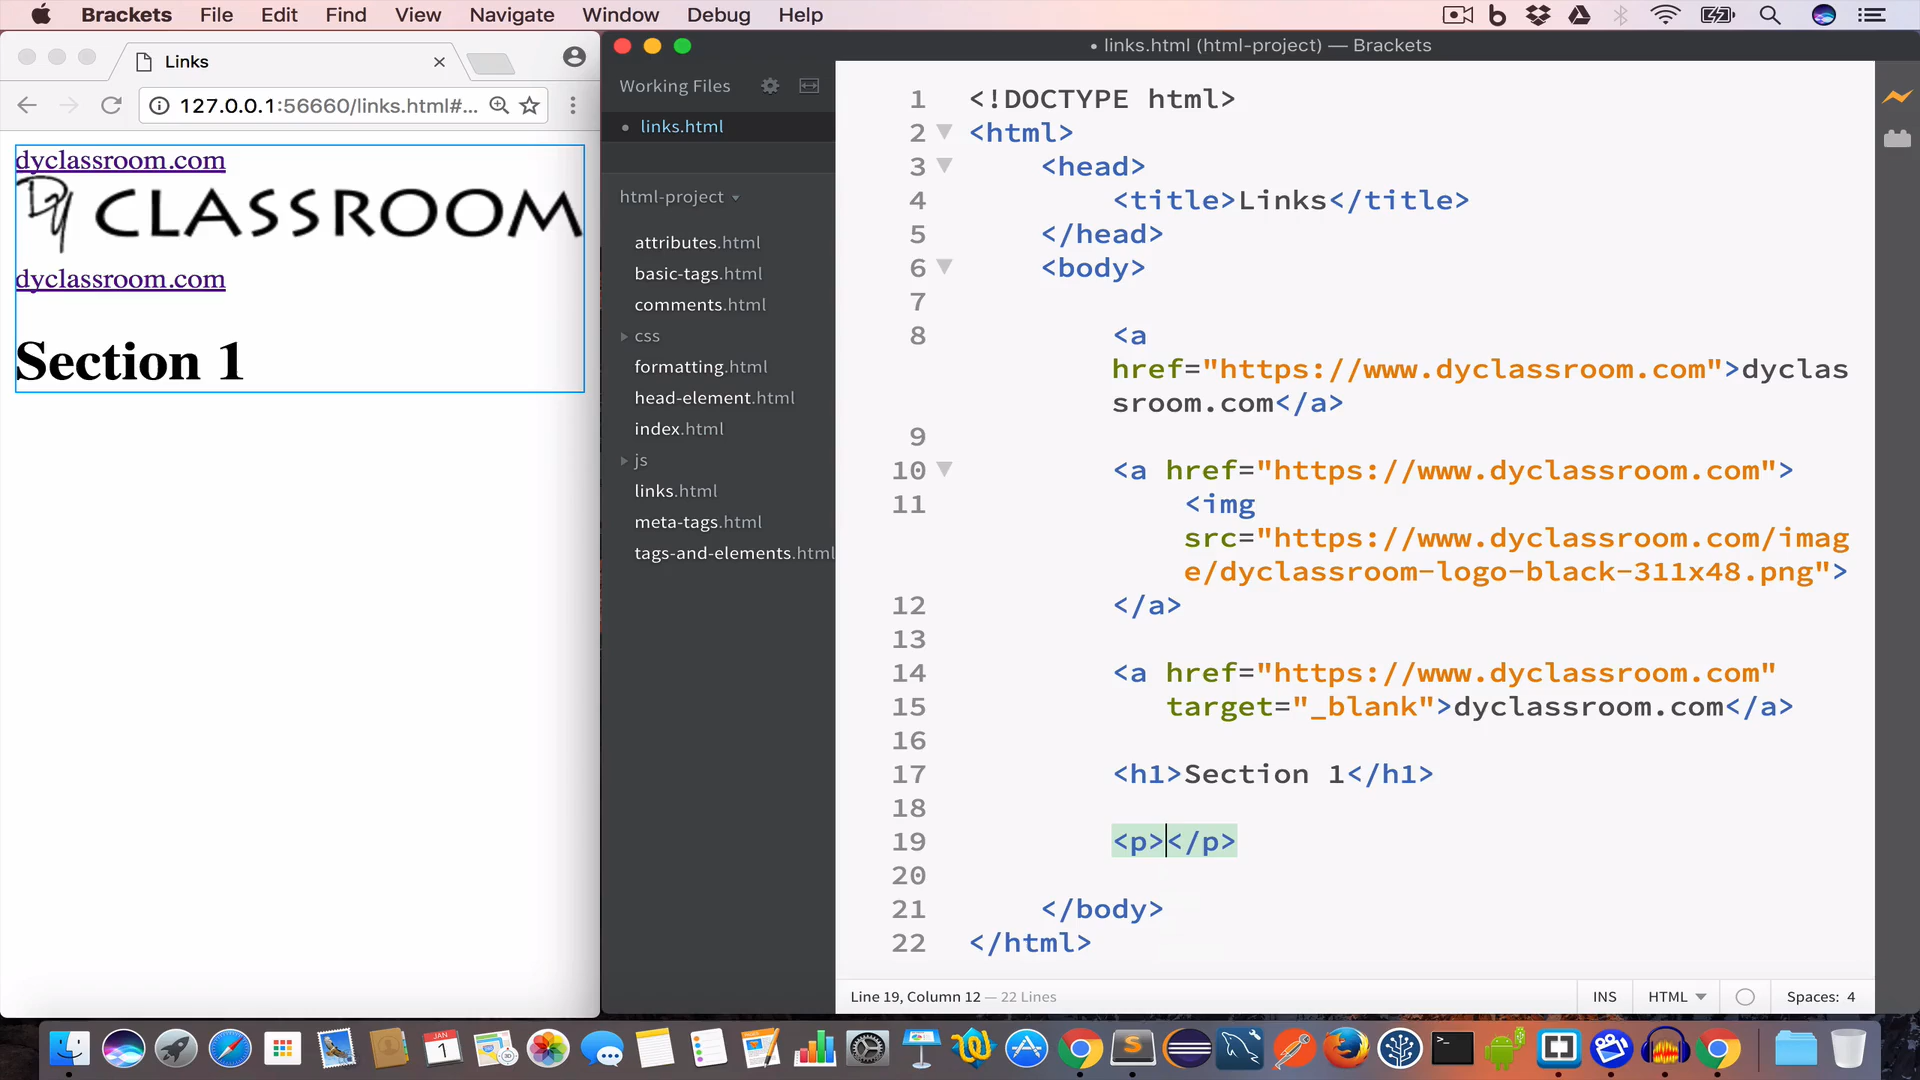 Brackets File Edit Find View Navigate Window Debug Help
Links
127.0.0.1:56660/links.html#...
dyclassroom.com
Dy CLASSROOM
dyclassroom.com
Section 1
• links.html (html-project) — Brackets
Working Files
links.html
html-project
attributes.html
basic-tags.html
comments.html
css
formatting.html
head-element.html
index.html
js
links.html
meta-tags.html
tags-and-elements.html
1 <!DOCTYPE html>
2 <html>
3 <head>
4 <title>Links</title>
5 </head>
6 <body>
7
8 <a
href="https://www.dyclassroom.com">dyclas
sroom.com</a>
9
10 <a href="https://www.dyclassroom.com">
11 <img
src="https://www.dyclassroom.com/imag
e/dyclassroom-logo-black-311x48.png">
12 </a>
13
14 <a href="https://www.dyclassroom.com"
15 target="_blank">dyclassroom.com</a>
16
17 <h1>Section 1</h1>
18
19 <p></p>
20
21 </body>
22 </html>
Line 19, Column 12 — 22 Lines
INS HTML Spaces: 4
JAN
1